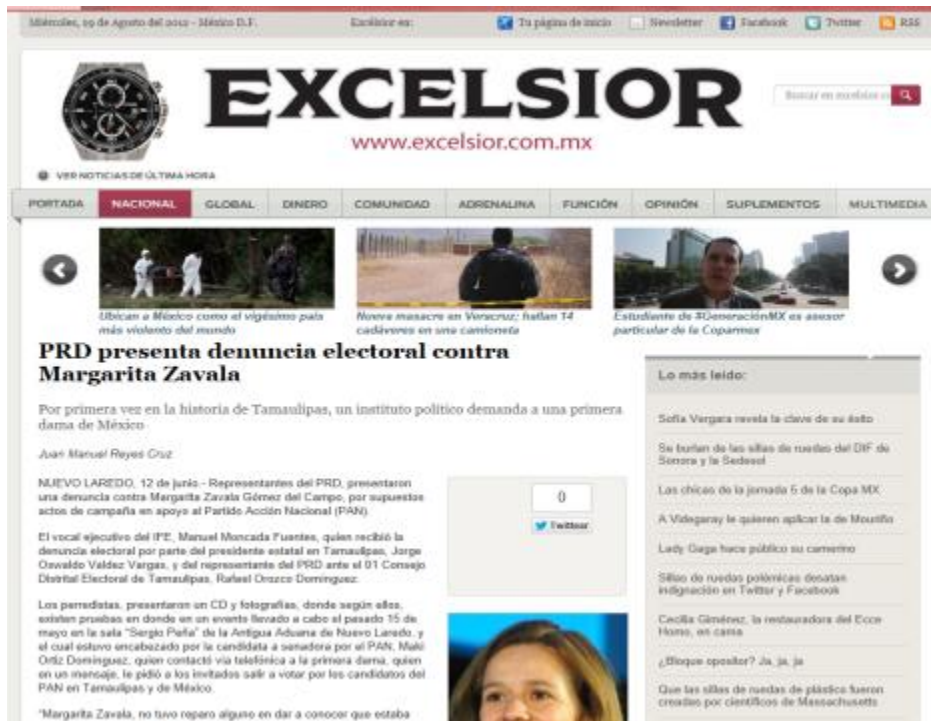 Miércoles, 29 de Agosto del 2012 - México D.F.
Excélsior en:
Tu página de inicio
Newsletter
Facebook
Twitter
RSS
EXCELSIOR
www.excelsior.com.mx
Buscar en
VER NOTICIAS DE ÚLTIMA HORA
PORTADA NACIONAL GLOBAL DINERO COMUNIDAD ADRENALINA FUNCIÓN OPINIÓN SUPLEMENTOS MULTIMEDIA
Ubican a México como el vigésimo país
más violento del mundo
Nueva masacre en Veracruz; hallan 14
cadáveres en una camioneta
Estudiante de #GeneraciónMX es asesor
particular de la Coparmex
PRD presenta denuncia electoral contra
Margarita Zavala
Por primera vez en la historia de Tamaulipas, un instituto político demanda a una primera
dama de México
Juan Manuel Reyes Cruz
NUEVO LAREDO, 12 de junio.- Representantes del PRD, presentaron
una denuncia contra Margarita Zavala Gómez del Campo, por supuestos
actos de campaña en apoyo al Partido Acción Nacional (PAN).
El vocal ejecutivo del IFE, Manuel Moncada Fuentes, quien recibió la
denuncia electoral por parte del presidente estatal en Tamaulipas, Jorge
Oswaldo Valdez Vargas, y del representante del PRD ante el 01 Consejo
Distrital Electoral de Tamaulipas, Rafael Orozco Domínguez.
Los perredistas, presentaron un CD y fotografías, donde según ellos,
existen pruebas en donde en un evento llevado a cabo el pasado 15 de
mayo en la sala "Sergio Peña" de la Antigua Aduana de Nuevo Laredo, y
el cual estuvo encabezado por la candidata a senadora por el PAN, Maki
Ortiz Domínguez, quien contactó vía telefónica a la primera dama, quien
en un mensaje, le pidió a los invitados salir a votar por los candidatos del
PAN en Tamaulipas y de México.
"Margarita Zavala, no tuvo reparo alguno en dar a conocer que estaba
0
Twittear
Lo más leído:
Sofía Vergara revela la clave de su éxito
Se burlan de las sillas de ruedas del DIF de
Sonora y la Sedesol
Las chicas de la jornada 5 de la Copa MX
A Videgaray le quieren aplicar la de Mouriño
Lady Gaga hace público su camerino
Sillas de ruedas polémicas desatan
indignación en Twitter y Facebook
Cecilia Giménez, la restauradora del Ecce
Homo, en cama
¿Bloque opositor? Ja, ja, ja
Que las sillas de ruedas de plástico fueron
creadas por científicos de Massachusetts